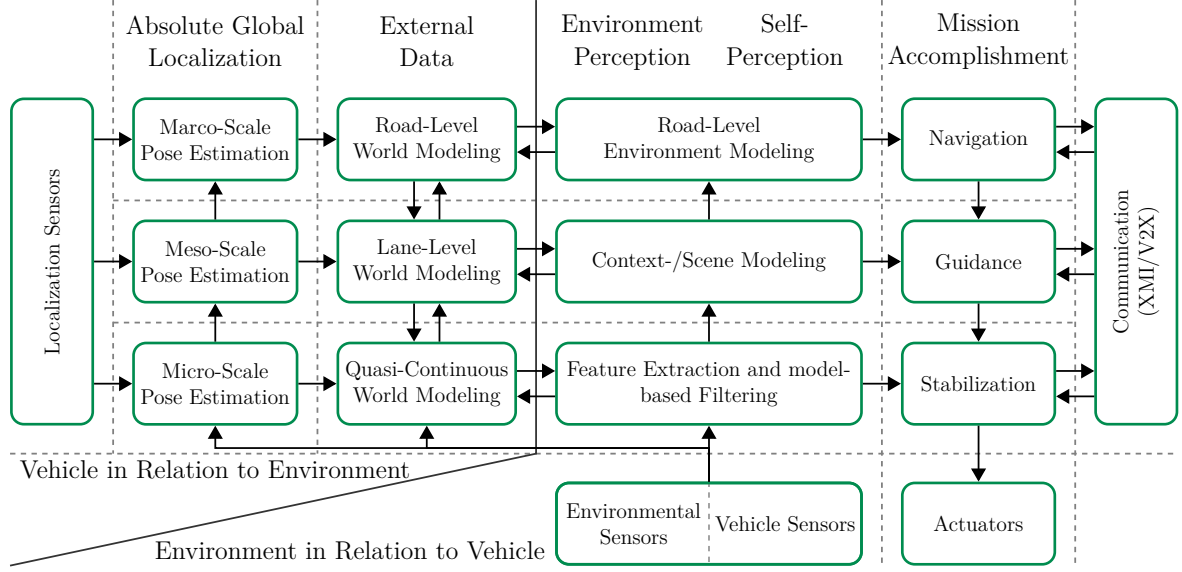 Absolute Global
Localization
External
Data
Environment
Perception
Self-
Perception
Mission
Accomplishment
Localization Sensors
Marco-Scale
Pose Estimation
Road-Level
World Modeling
Road-Level
Environment Modeling
Navigation
Meso-Scale
Pose Estimation
Lane-Level
World Modeling
Context-/Scene Modeling
Guidance
Communication
(XMI/V2X)
Micro-Scale
Pose Estimation
Quasi-Continuous
World Modeling
Feature Extraction and model-
based Filtering
Stabilization
Vehicle in Relation to Environment
Environment in Relation to Vehicle
Environmental
Sensors
Vehicle Sensors
Actuators